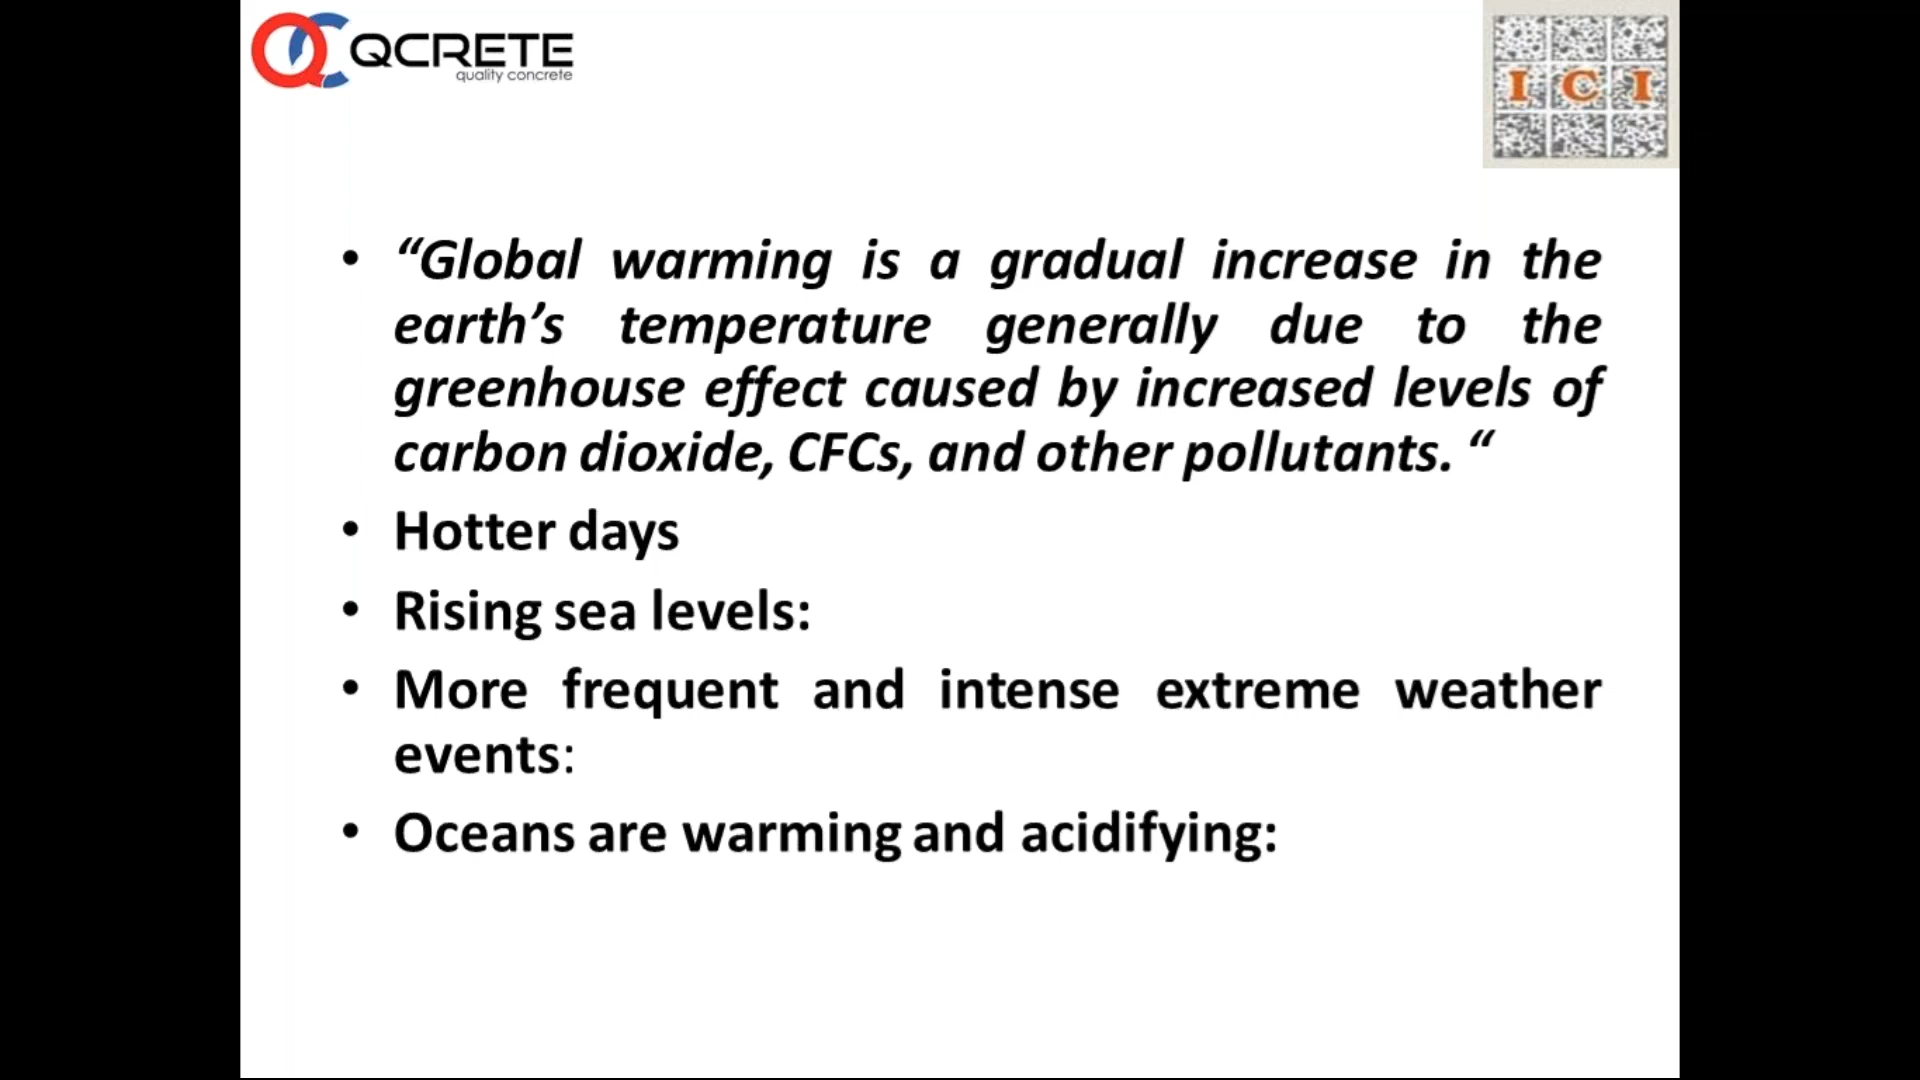 QCRETE
quality concrete
I C I
• “Global warming is a gradual increase in the
earth’s temperature generally due to the
greenhouse effect caused by increased levels of
carbon dioxide, CFCs, and other pollutants. “
• Hotter days
• Rising sea levels:
• More frequent and intense extreme weather
events:
• Oceans are warming and acidifying: